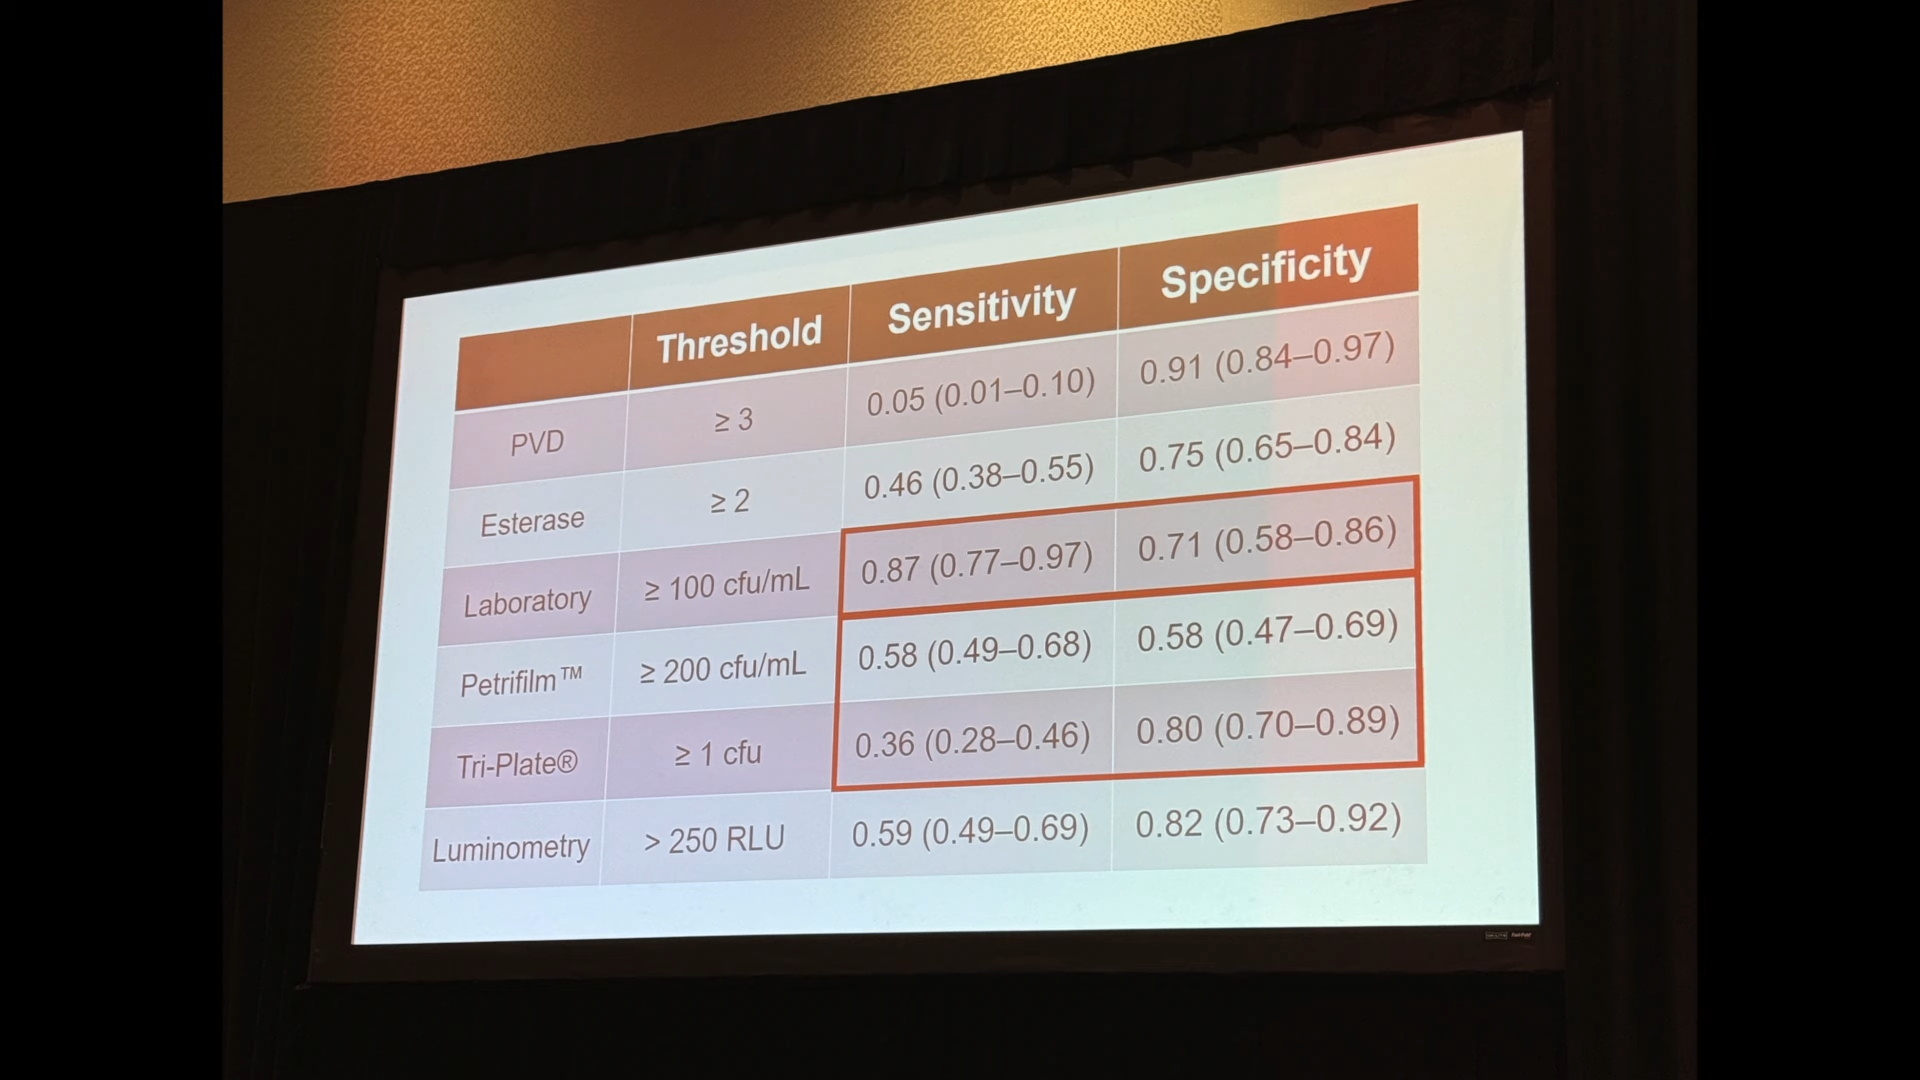 Threshold Sensitivity Specificity
PVD ≥ 3 0.05 (0.01–0.10) 0.91 (0.84–0.97)
Esterase ≥ 2 0.46 (0.38–0.55) 0.75 (0.65–0.84)
Laboratory ≥ 100 cfu/mL 0.87 (0.77–0.97) 0.71 (0.58–0.86)
Petrifilm™ ≥ 200 cfu/mL 0.58 (0.49–0.68) 0.58 (0.47–0.69)
Tri-Plate® ≥ 1 cfu 0.36 (0.28–0.46) 0.80 (0.70–0.89)
Luminometry > 250 RLU 0.59 (0.49–0.69) 0.82 (0.73–0.92)